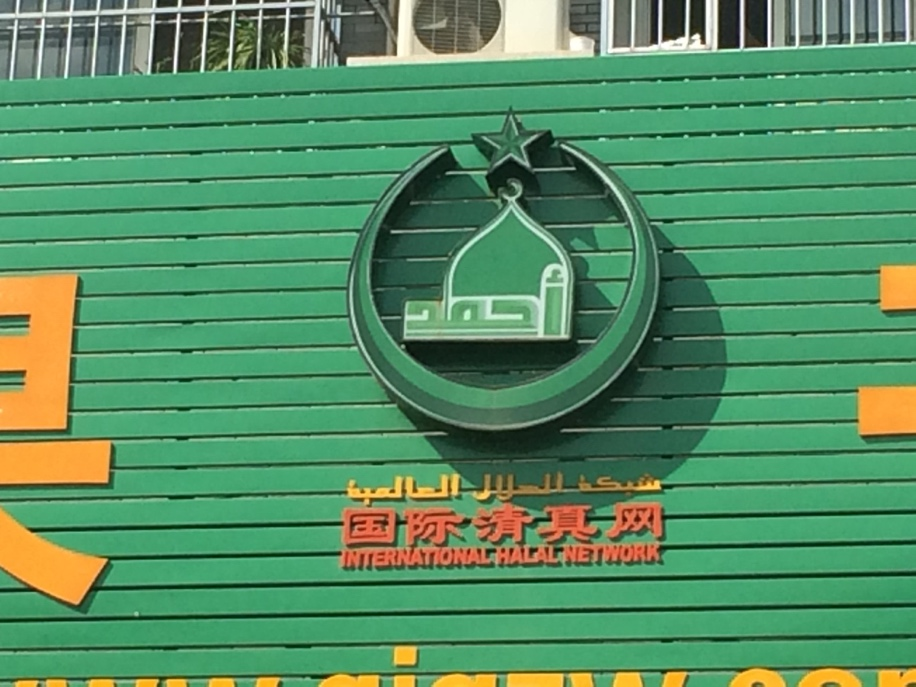 أحمد
شبكة الحلال العالمية
国际清真网
INTERNATIONAL HALAL NETWORK